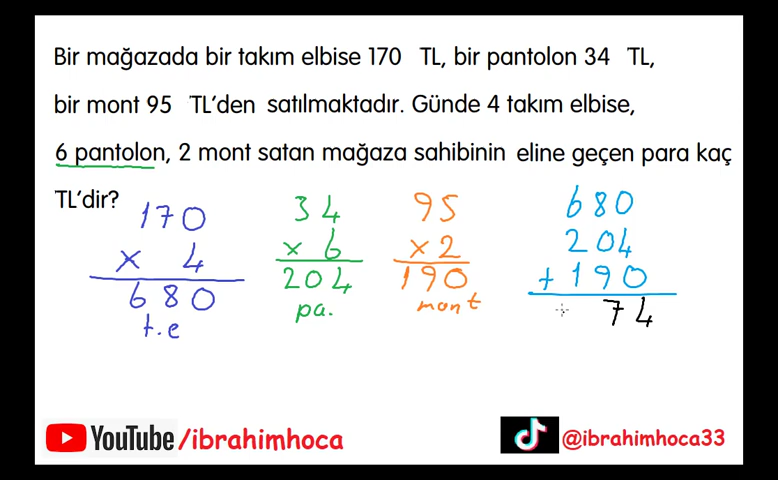 Bir mağazada bir takım elbise 170 TL, bir pantolon 34 TL,
bir mont 95 TL'den satılmaktadır. Günde 4 takım elbise,
6 pantolon, 2 mont satan mağaza sahibinin eline geçen para kaç
TL'dir?
170
x 4
680
t.e
34
x 6
204
pa.
95
x 2
190
mont
680
204
+ 190
74
YouTube/ibrahimhoca
@ibrahimhoca33